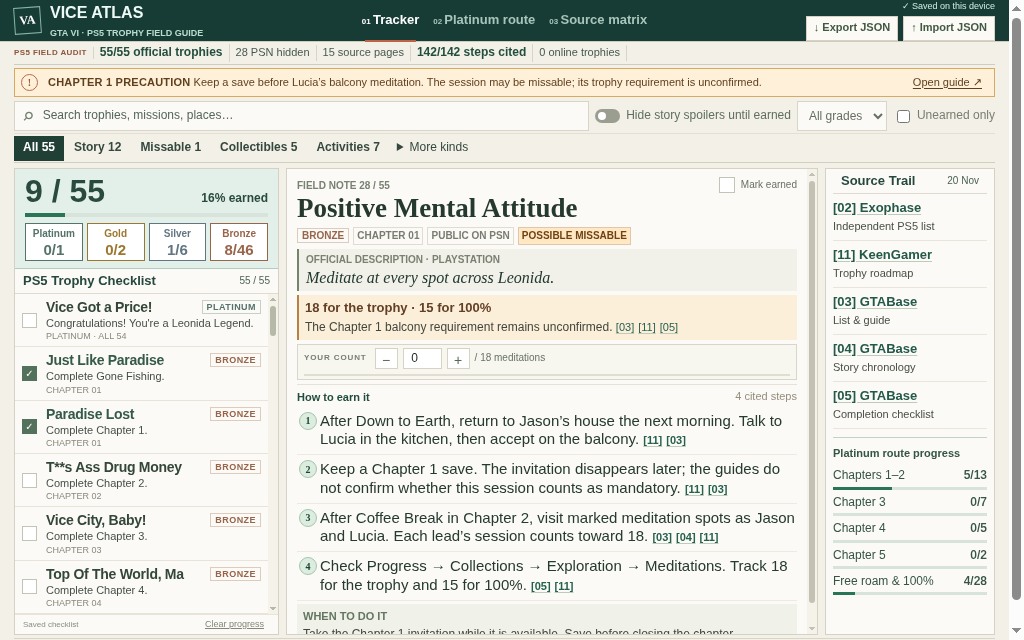 VA
VICE ATLAS
GTA VI · PS5 TROPHY FIELD GUIDE
01 Tracker
02 Platinum route
03 Source matrix
✓ Saved on this device
↓ Export JSON
↑ Import JSON
PS5 FIELD AUDIT
55/55 official trophies
28 PSN hidden
15 source pages
142/142 steps cited
0 online trophies
! CHAPTER 1 PRECAUTION Keep a save before Lucia's balcony meditation. The session may be missable; its trophy requirement is unconfirmed.
Open guide ↗
Search trophies, missions, places…
Hide story spoilers until earned
All grades
Unearned only
All 55
Story 12
Missable 1
Collectibles 5
Activities 7
▶ More kinds
9 / 55
16% earned
Platinum
0/1
Gold
0/2
Silver
1/6
Bronze
8/46
PS5 Trophy Checklist
55 / 55
Vice Got a Price!
PLATINUM
Congratulations! You're a Leonida Legend.
PLATINUM · ALL 54
Just Like Paradise
BRONZE
Complete Gone Fishing.
CHAPTER 01
Paradise Lost
BRONZE
Complete Chapter 1.
CHAPTER 01
T**s Ass Drug Money
BRONZE
Complete Chapter 2.
CHAPTER 02
Vice City, Baby!
BRONZE
Complete Chapter 3.
CHAPTER 03
Top Of The World, Ma
BRONZE
Complete Chapter 4.
CHAPTER 04
Saved checklist
Clear progress
FIELD NOTE 28 / 55
Mark earned
Positive Mental Attitude
BRONZE
CHAPTER 01
PUBLIC ON PSN
POSSIBLE MISSABLE
OFFICIAL DESCRIPTION · PLAYSTATION
Meditate at every spot across Leonida.
18 for the trophy · 15 for 100%
The Chapter 1 balcony requirement remains unconfirmed. [03] [11] [05]
YOUR COUNT
−
0
+
/ 18 meditations
How to earn it
4 cited steps
1 After Down to Earth, return to Jason's house the next morning. Talk to
Lucia in the kitchen, then accept on the balcony. [11] [03]
2 Keep a Chapter 1 save. The invitation disappears later; the guides do
not confirm whether this session counts as mandatory. [11] [03]
3 After Coffee Break in Chapter 2, visit marked meditation spots as Jason
and Lucia. Each lead's session counts toward 18. [03] [04] [11]
4 Check Progress → Collections → Exploration → Meditations. Track 18
for the trophy and 15 for 100%. [05] [11]
WHEN TO DO IT
Take the Chapter 1 invitation while it is available. Save before closing the chapter.
Source Trail
20 Nov
[02] Exophase
Independent PS5 list
[11] KeenGamer
Trophy roadmap
[03] GTABase
List & guide
[04] GTABase
Story chronology
[05] GTABase
Completion checklist
Platinum route progress
Chapters 1–2
5/13
Chapter 3
0/7
Chapter 4
0/5
Chapter 5
0/2
Free roam & 100%
4/28